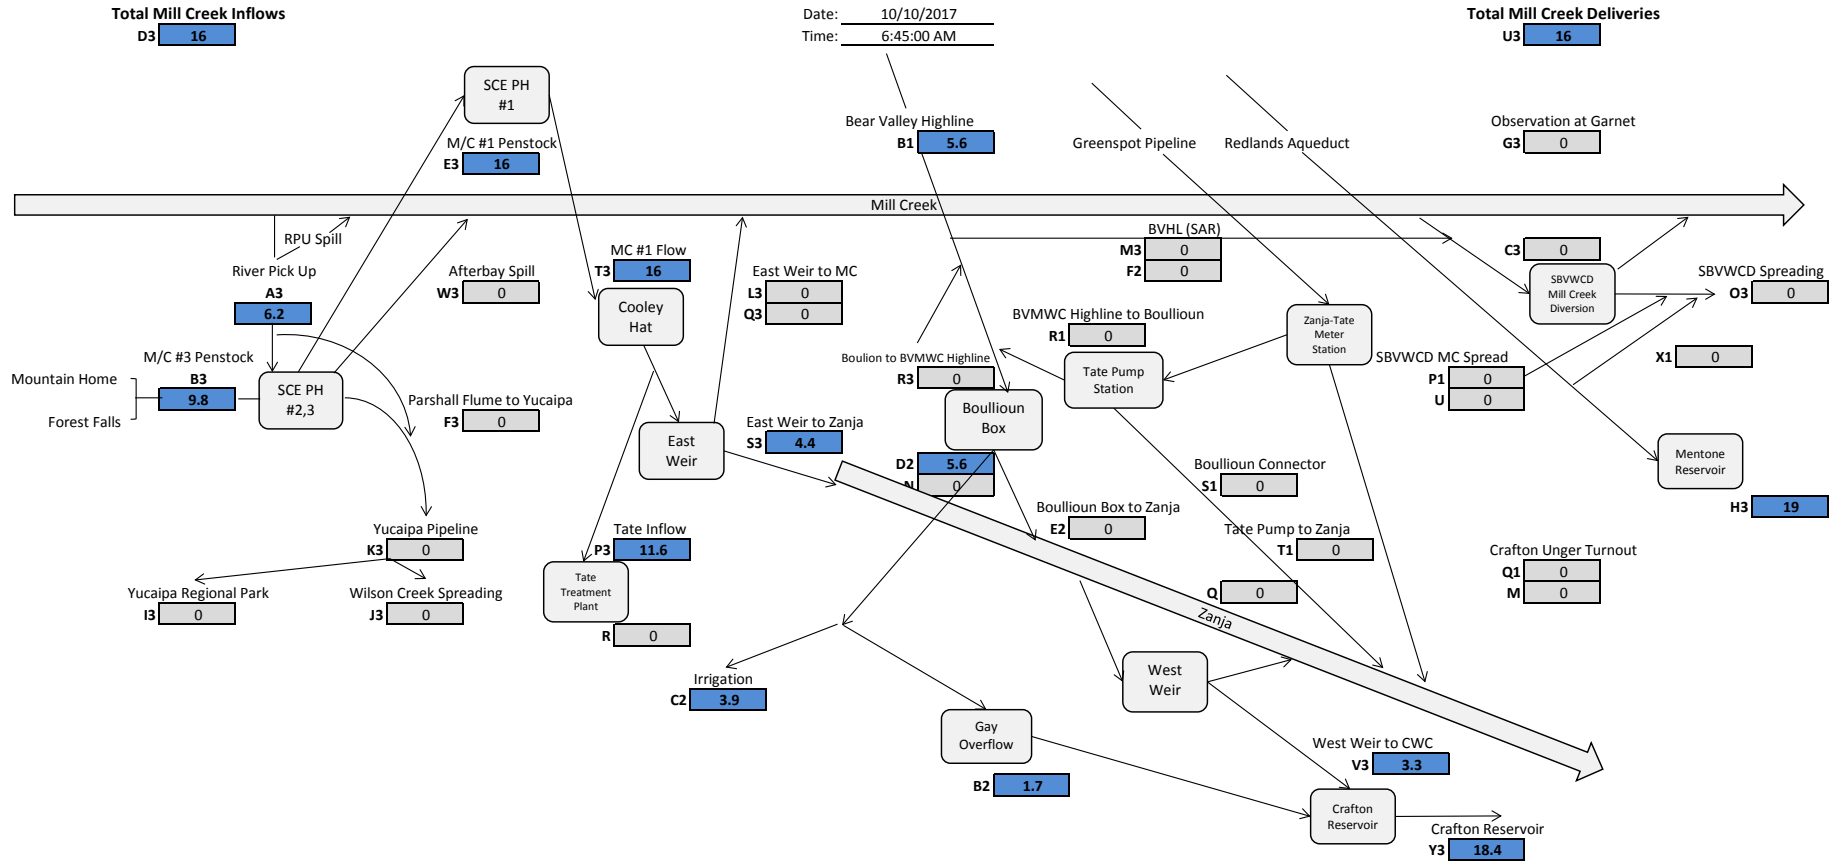 Total Mill Creek Inflows
D3 16
Date: 10/10/2017
Time: 6:45:00 AM
Total Mill Creek Deliveries
U3 16
SCE PH
#1
M/C #1 Penstock
E3 16
Bear Valley Highline
B1 5.6
Greenspot Pipeline
Redlands Aqueduct
Observation at Garnet
G3 0
Mill Creek
RPU Spill
River Pick Up
A3
6.2
Afterbay Spill
W3 0
MC #1 Flow
T3 16
Cooley
Hat
East Weir to MC
L3 0
Q3 0
BVHL (SAR)
M3 0
F2 0
C3 0
SBVWCD
Mill Creek
Diversion
SBVWCD Spreading
O3 0
BVMWC Highline to Boullioun
R1 0
Zanja-Tate
Meter
Station
Boulion to BVMWC Highline
R3 0
Tate Pump
Station
SBVWCD MC Spread
P1 0
U 0
X1 0
M/C #3 Penstock
B3 9.8
Mountain Home
Forest Falls
SCE PH
#2,3
Parshall Flume to Yucaipa
F3 0
East
Weir
East Weir to Zanja
S3 4.4
Boullioun
Box
D2 5.6
N 0
Boullioun Connector
S1 0
Mentone
Reservoir
H3 19
Boullioun Box to Zanja
E2 0
Tate Pump to Zanja
T1 0
Yucaipa Pipeline
K3 0
Tate Inflow
P3 11.6
Tate
Treatment
Plant
R 0
Crafton Unger Turnout
Q1 0
M 0
Yucaipa Regional Park
I3 0
Wilson Creek Spreading
J3 0
Q 0
Zanja
Irrigation
C2 3.9
West
Weir
Gay
Overflow
B2 1.7
West Weir to CWC
V3 3.3
Crafton
Reservoir
Crafton Reservoir
Y3 18.4